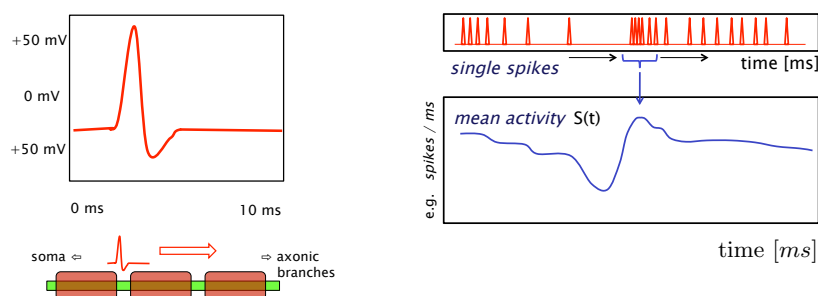 +50 mV
0 mV
+50 mV
0 ms 10 ms
soma ⇦ ⇨ axonic
branches
single spikes time [ms]
mean activity S(t)
e.g. spikes / ms
time [ms]